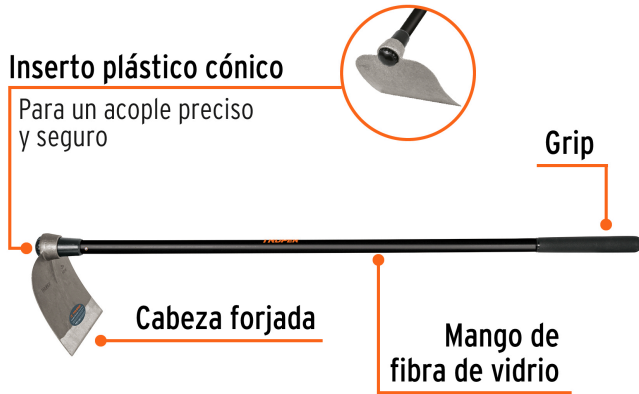 Inserto plástico cónico
Para un acople preciso
y seguro
Grip
TRUPER
Cabeza forjada
Mango de
fibra de vidrio